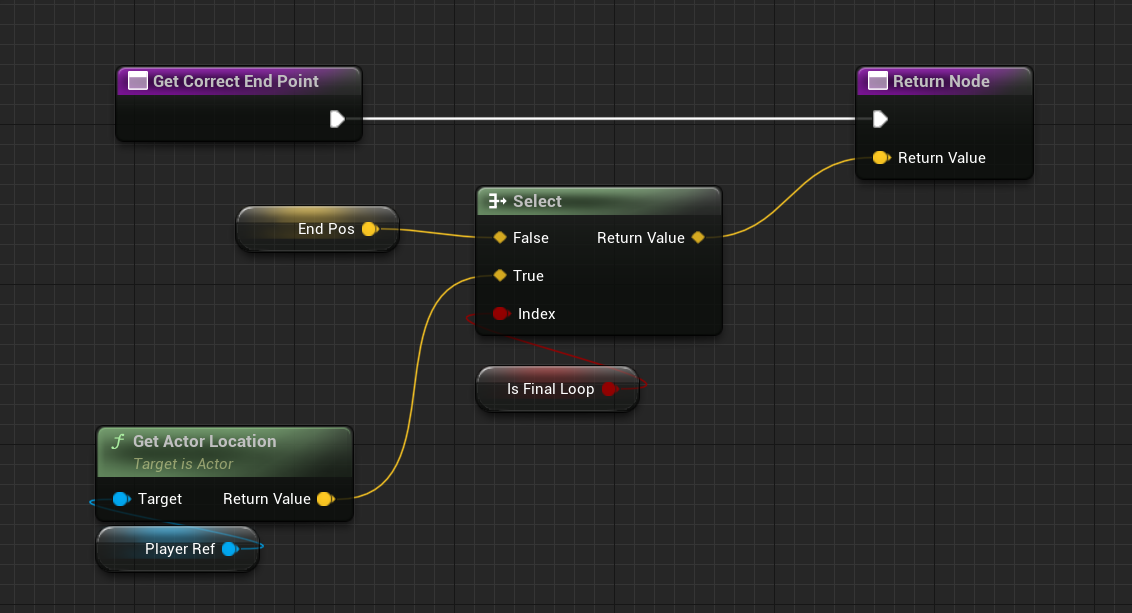 Get Correct End Point
Return Node
Return Value
Select
End Pos
False
Return Value
True
Index
Is Final Loop
Get Actor Location
Target is Actor
Target
Return Value
Player Ref